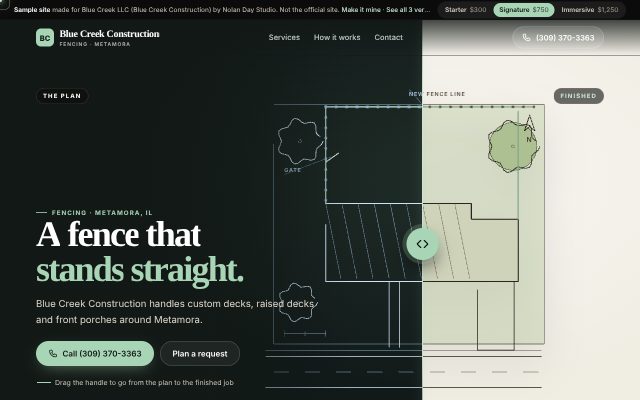 Sample site made for Blue Creek LLC (Blue Creek Construction) by Nolan Day Studio. Not the official site. Make it mine · See all 3 ver...
Starter $300
Signature $750
Immersive $1,250
BC
Blue Creek Construction
FENCING · METAMORA
Services
How it works
Contact
(309) 370-3363
THE PLAN
NEW FENCE LINE
FINISHED
N
GATE
FENCING · METAMORA, IL
A fence that
stands straight.
Blue Creek Construction handles custom decks, raised decks,
and front porches around Metamora.
Call (309) 370-3363
Plan a request
Drag the handle to go from the plan to the finished job